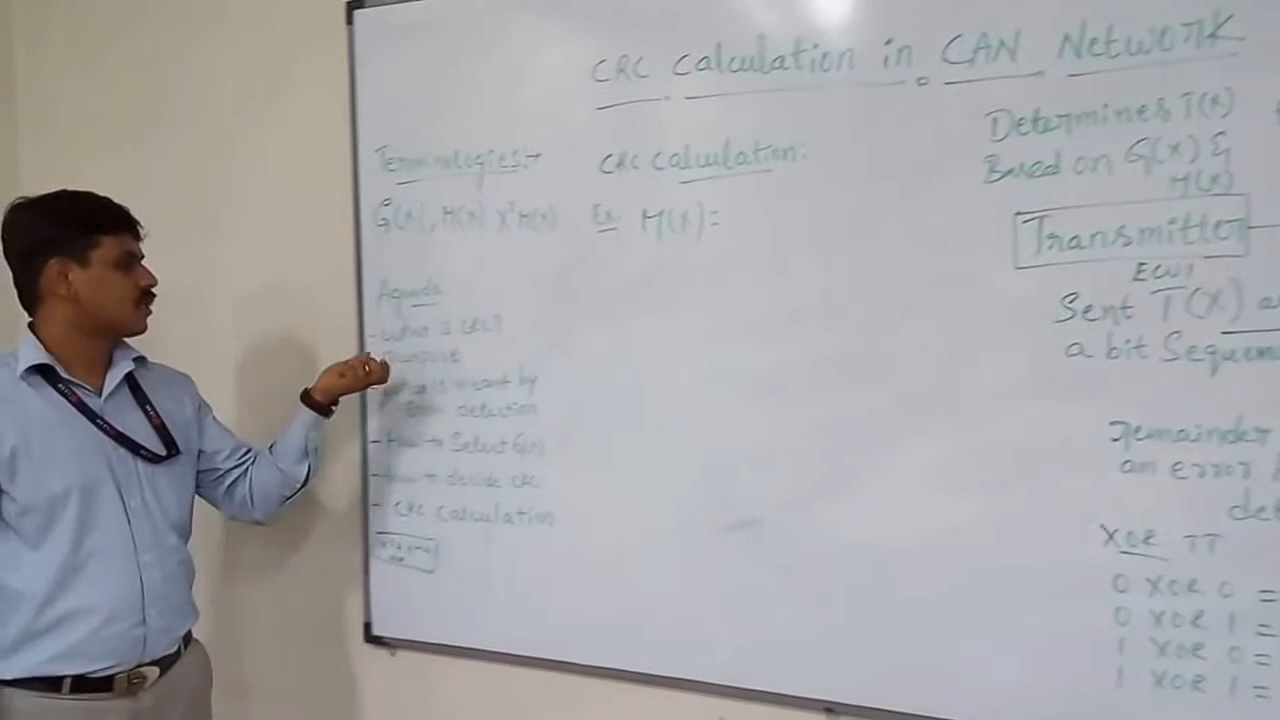 CRC Calculation in CAN Network
Terminologies:→
G(x), M(x), X^r M(x)
Agenda
- What is CRC?
- Purpose
What is meant by
Error detection
- How to Select G(x)
- How to decide CRC
- CRC Calculation
CRC Calculation:
Ex: M(x)=
Determines T(x)
Based on G(x) &
M(x)
Transmitter
ECU1
Sent T(x)
a bit
remainder
an error
XOR TT
0 XOR 0 =
0 XOR 1 =
1 XOR 0 =
1 XOR 1 =